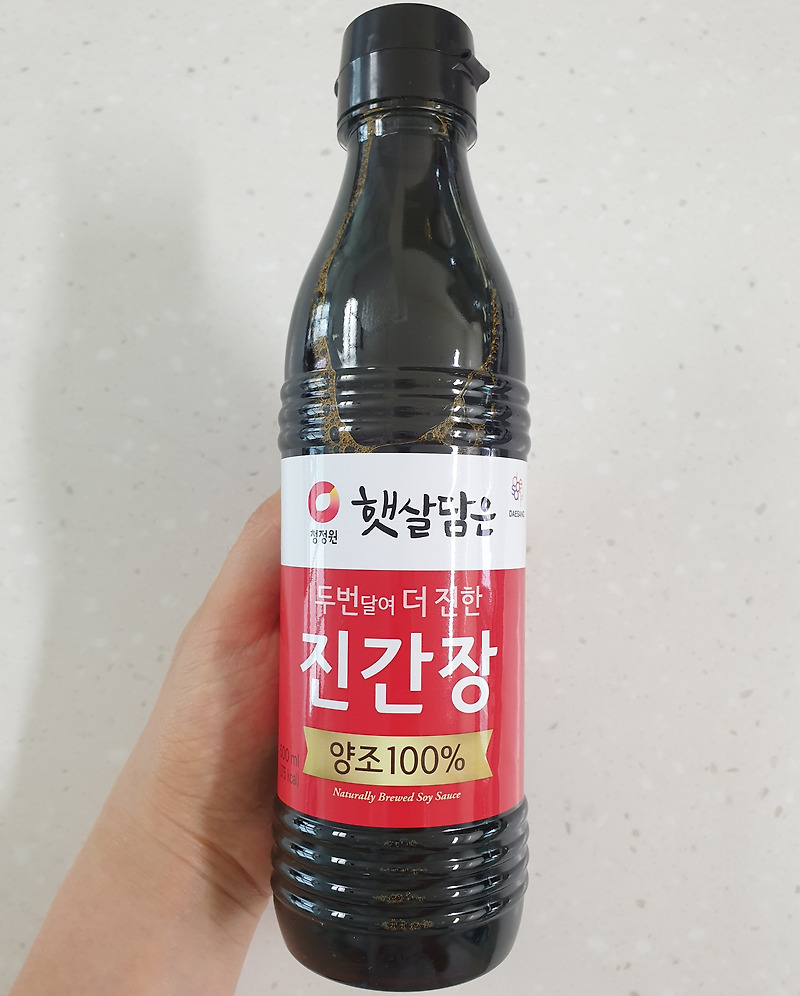 청정원
햇살담은
DAESANG
두번달여 더 진한
진간장
양조100%
Naturally Brewed Soy Sauce